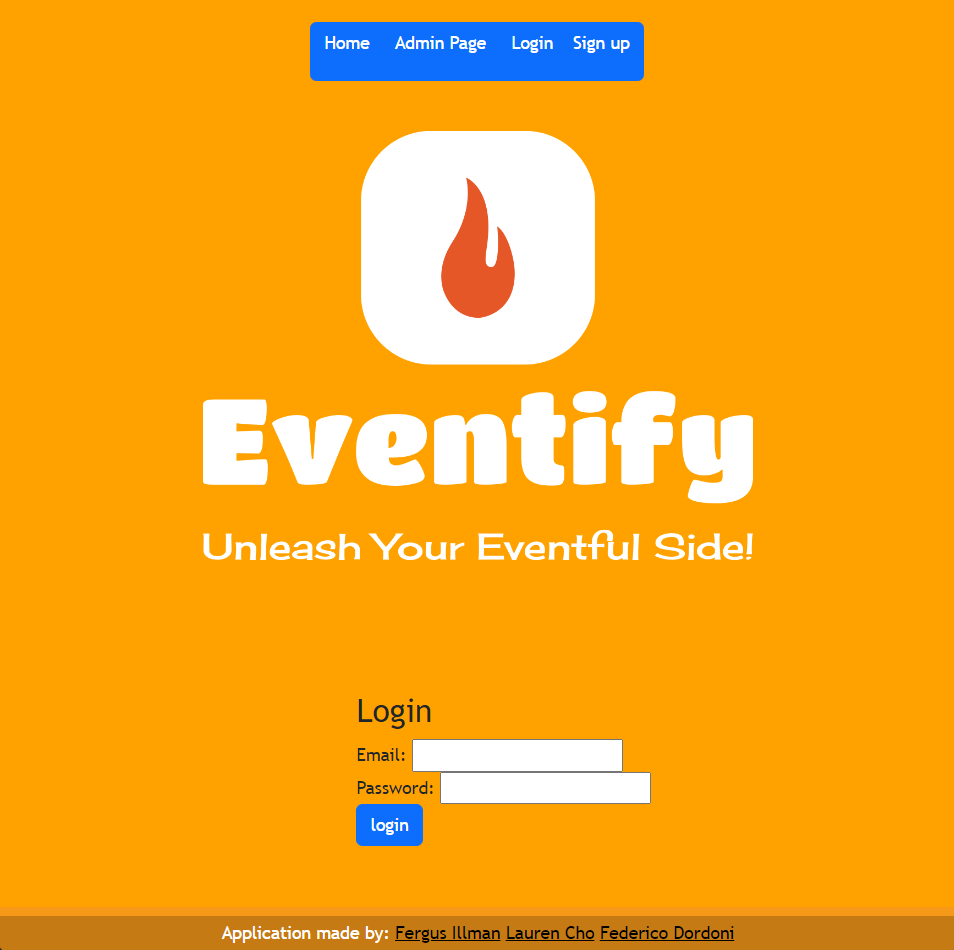 Home Admin Page Login Sign up
Eventify
Unleash Your Eventful Side!
Login
Email:
Password:
login
Application made by: Fergus Illman Lauren Cho Federico Dordoni